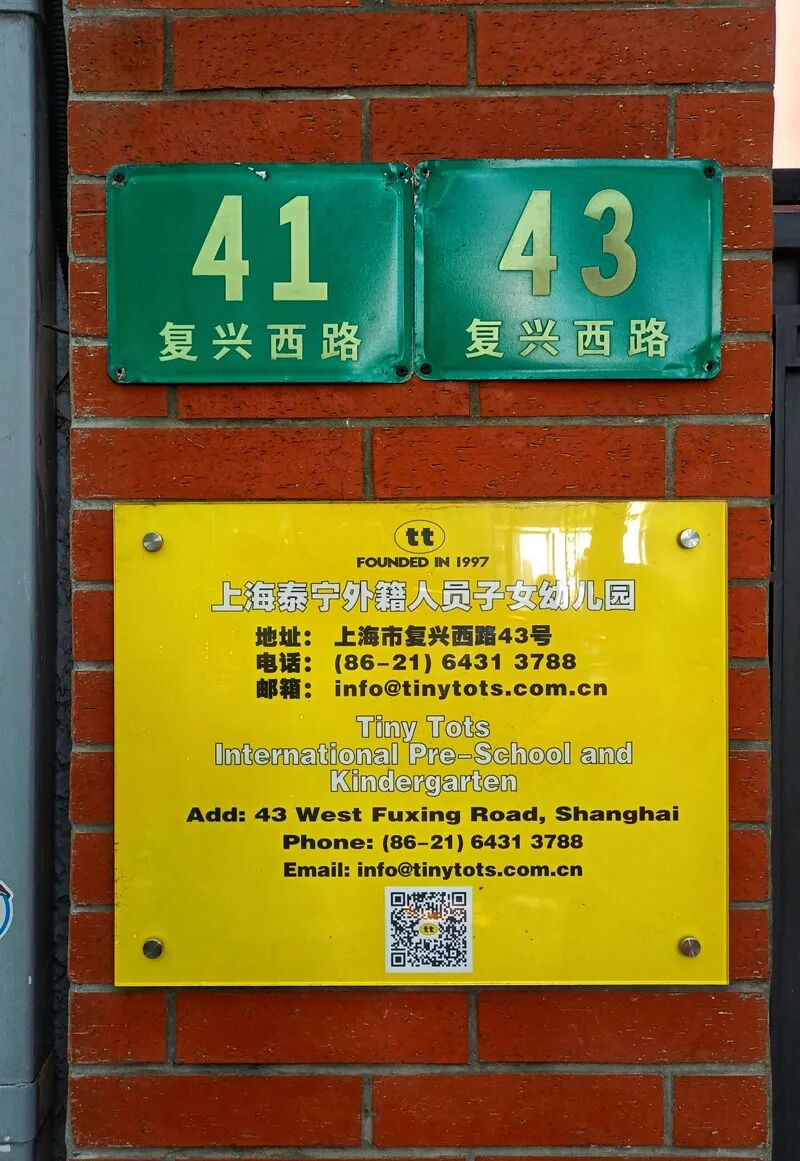 41
复兴西路
43
复兴西路
tt
FOUNDED IN 1997
上海泰宁外籍人员子女幼儿园
地址： 上海市复兴西路43号
电话： (86-21) 6431 3788
邮箱： info@tinytots.com.cn
Tiny Tots
International Pre-School and
Kindergarten
Add: 43 West Fuxing Road, Shanghai
Phone: (86-21) 6431 3788
Email: info@tinytots.com.cn
tt